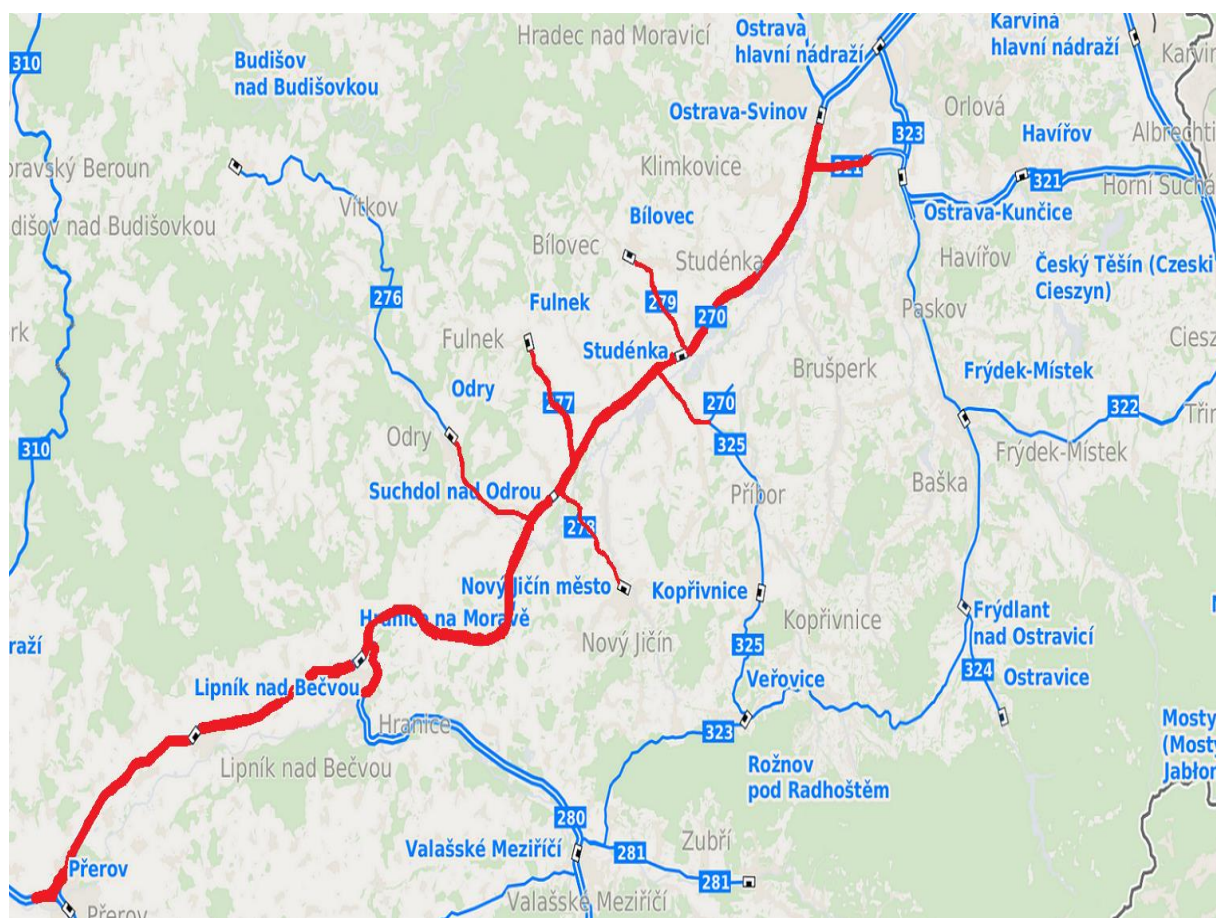 310
Budišov
nad Budišovkou
Hradec nad Moravicí
Ostrava
hlavní nádraží
Karviná
hlavní nádraží
Karvin
Ostrava-Svinov
Orlová
323
Havířov
Albrechti
oravský Beroun
Klimkovice
321
321
Horní Suchá
Vítkov
Bílovec
Ostrava-Kunčice
dišov nad Budišovkou
Bílovec
Studénka
Havířov
Český Těšín (Czeski
Cieszyn)
276
Fulnek
279
270
Paskov
rk
Fulnek
Studénka
Ciesz
Brušperk
Frýdek-Místek
Odry
277
270
322
Třin
310
Odry
325
Frýdek-Místek
Suchdol nad Odrou
Příbor
Baška
278
Nový Jičín město
Kopřivnice
Hranice na Moravě
Kopřivnice
Frýdlant
nad Ostravicí
raží
Nový Jičín
325
324
Ostravice
Lipník nad Bečvou
Veřovice
Hranice
323
Mosty
(Mosty
Jabłon
Lipník nad Bečvou
Rožnov
pod Radhoštěm
280
Zubří
Valašské Meziříčí
281
Přerov
281
Přerov
Valašské Meziříčí